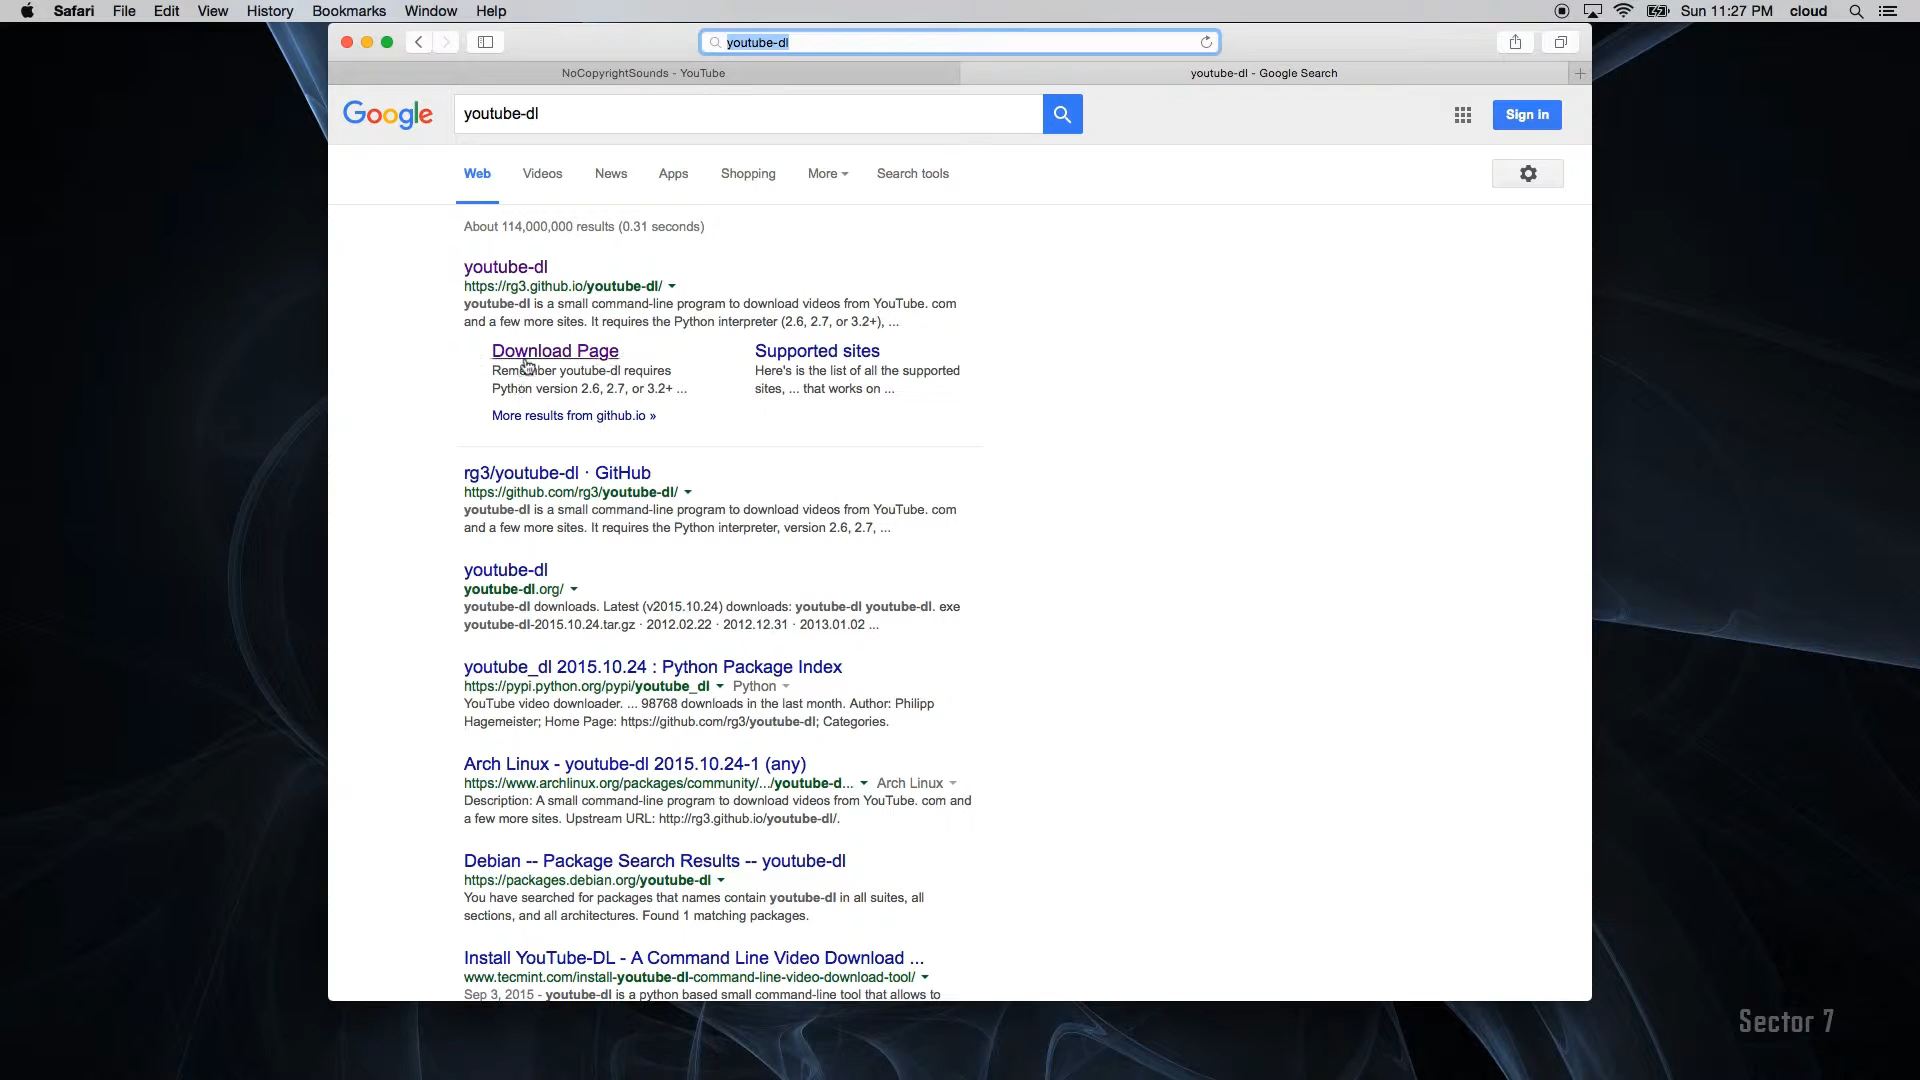 Safari File Edit View History Bookmarks Window Help Sun 11:27 PM cloud
youtube-dl
NoCopyrightSounds - YouTube youtube-dl - Google Search
Google youtube-dl Sign in
Web Videos News Apps Shopping More Search tools
About 114,000,000 results (0.31 seconds)
youtube-dl
https://rg3.github.io/youtube-dl/
youtube-dl is a small command-line program to download videos from YouTube. com
and a few more sites. It requires the Python interpreter (2.6, 2.7, or 3.2+), ...
Download Page Supported sites
Remember youtube-dl requires Here's is the list of all the supported
Python version 2.6, 2.7, or 3.2+ ... sites, ... that works on ...
More results from github.io »
rg3/youtube-dl · GitHub
https://github.com/rg3/youtube-dl/
youtube-dl is a small command-line program to download videos from YouTube. com
and a few more sites. It requires the Python interpreter, version 2.6, 2.7, ...
youtube-dl
youtube-dl.org/
youtube-dl downloads. Latest (v2015.10.24) downloads: youtube-dl youtube-dl. exe
youtube-dl-2015.10.24.tar.gz · 2012.02.22 · 2012.12.31 · 2013.01.02 ...
youtube_dl 2015.10.24 : Python Package Index
https://pypi.python.org/pypi/youtube_dl Python
YouTube video downloader. ... 98768 downloads in the last month. Author: Philipp
Hagemeister; Home Page: https://github.com/rg3/youtube-dl; Categories.
Arch Linux - youtube-dl 2015.10.24-1 (any)
https://www.archlinux.org/packages/community/.../youtube-d... Arch Linux
Description: A small command-line program to download videos from YouTube. com and
a few more sites. Upstream URL: http://rg3.github.io/youtube-dl/.
Debian -- Package Search Results -- youtube-dl
https://packages.debian.org/youtube-dl
You have searched for packages that names contain youtube-dl in all suites, all
sections, and all architectures. Found 1 matching packages.
Install YouTube-DL - A Command Line Video Download ...
www.tecmint.com/install-youtube-dl-command-line-video-download-tool/
Sep 3, 2015 - youtube-dl is a python based small command-line tool that allows to
Sector 7